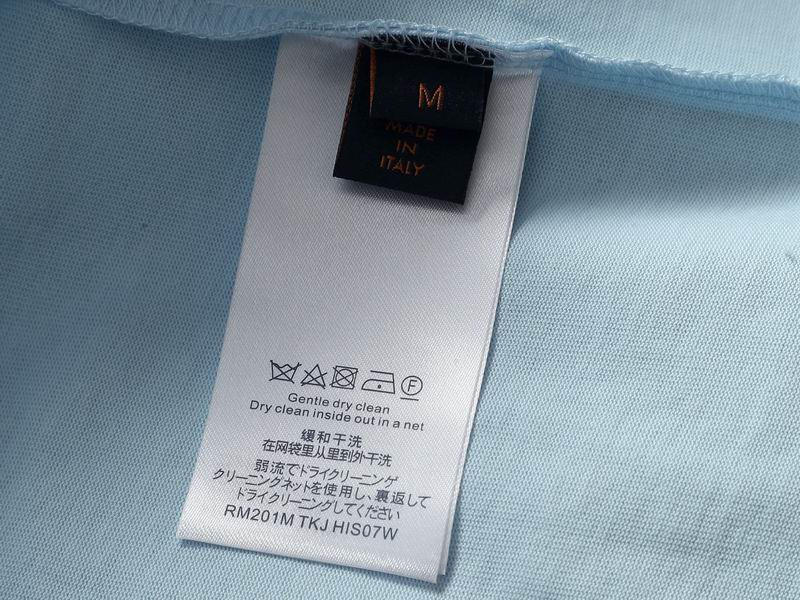 M
MADE
IN
ITALY
F
Gentle dry clean
Dry clean inside out in a net
缓和干洗
在网袋里从里到外干洗
弱流でドライクリーニング
クリーニングネットを使用し、裏返して
ドライクリーニングしてください
RM201M TKJ HIS07W